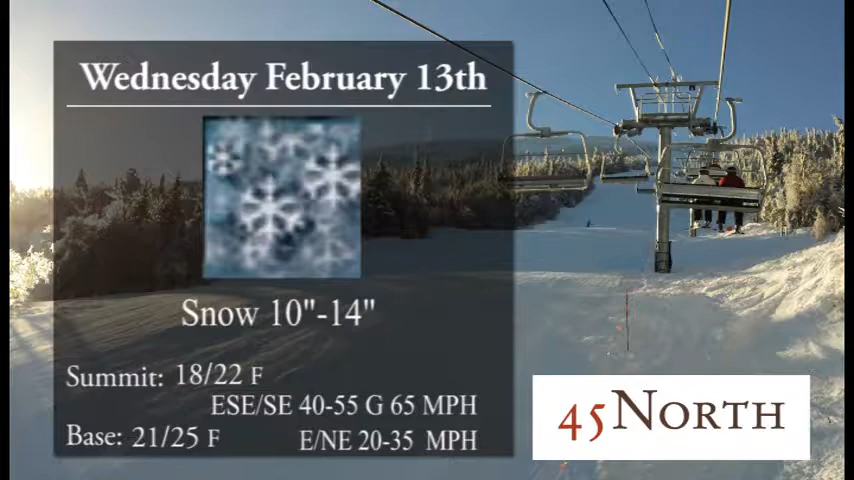 Wednesday February 13th
Snow 10"-14"
Summit: 18/22 F
ESE/SE 40-55 G 65 MPH
Base: 21/25 F E/NE 20-35 MPH
45North